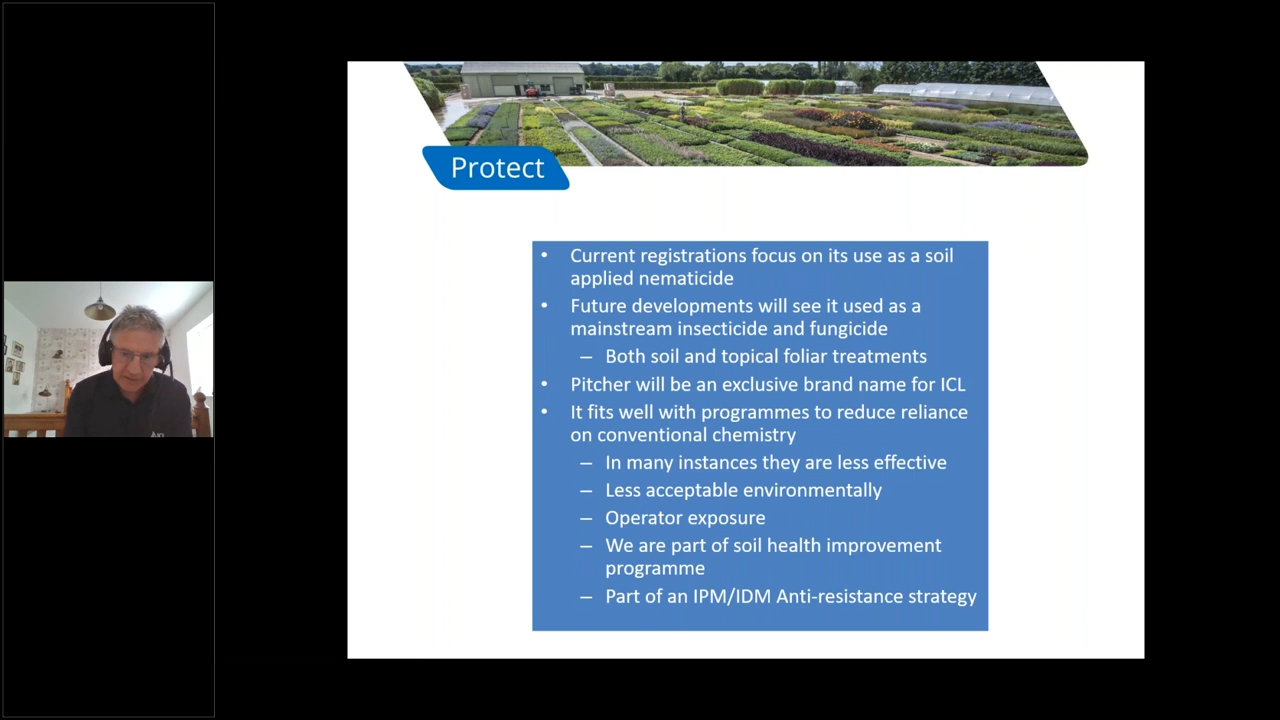 Protect
• Current registrations focus on its use as a soil
applied nematicide
• Future developments will see it used as a
mainstream insecticide and fungicide
– Both soil and topical foliar treatments
• Pitcher will be an exclusive brand name for ICL
• It fits well with programmes to reduce reliance
on conventional chemistry
– In many instances they are less effective
– Less acceptable environmentally
– Operator exposure
– We are part of soil health improvement
programme
– Part of an IPM/IDM Anti-resistance strategy